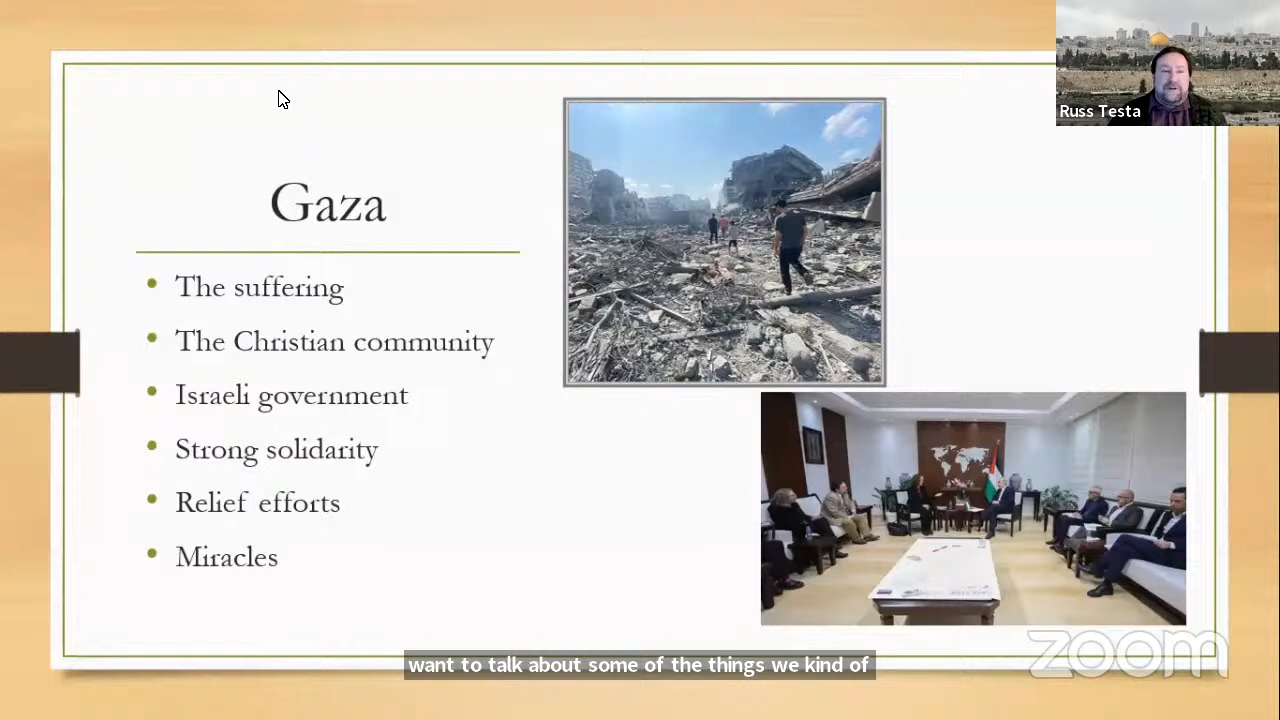 Russ Testa
Gaza
The suffering
The Christian community
Israeli government
Strong solidarity
Relief efforts
Miracles
want to talk about some of the things we kind of
zoom